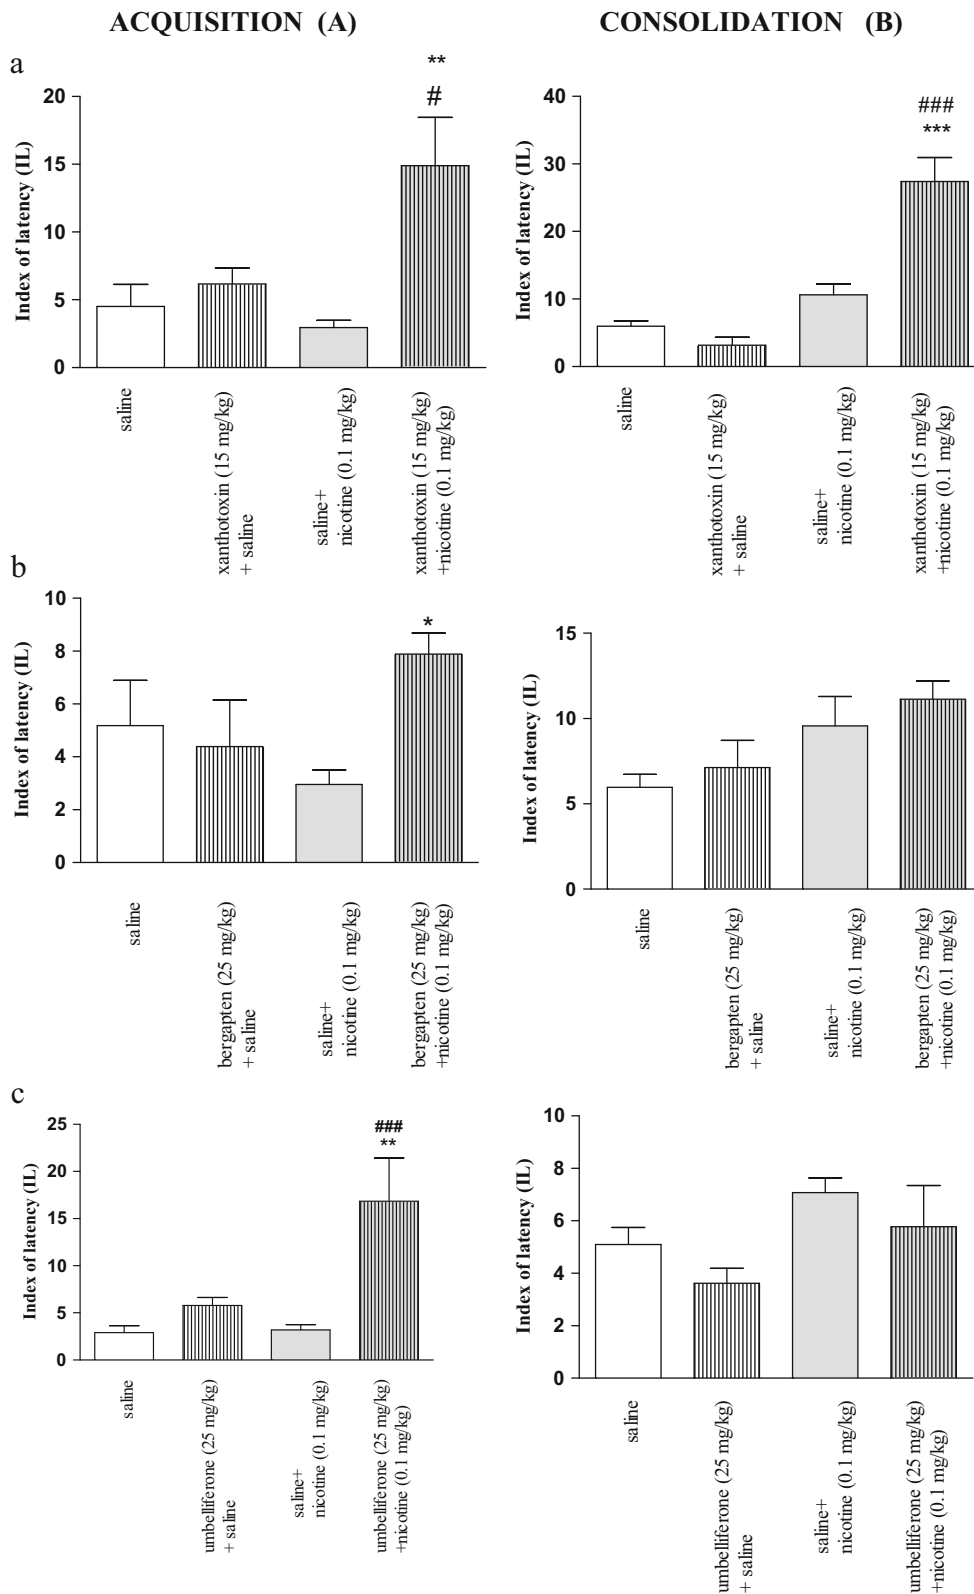 ACQUISITION (A)
CONSOLIDATION (B)
a
Index of latency (IL)
20
15
10
5
0
**
#
saline
xanthotoxin (15 mg/kg)
+ saline
saline+
nicotine (0.1 mg/kg)
xanthotoxin (15 mg/kg)
+nicotine (0.1 mg/kg)
Index of latency (IL)
40
30
20
10
0
###
***
saline
xanthotoxin (15 mg/kg)
+ saline
saline+
nicotine (0.1 mg/kg)
xanthotoxin (15 mg/kg)
+nicotine (0.1 mg/kg)
b
Index of latency (IL)
10
8
6
4
2
0
*
saline
bergapten (25 mg/kg)
+ saline
saline+
nicotine (0.1 mg/kg)
bergapten (25 mg/kg)
+nicotine (0.1 mg/kg)
Index of latency (IL)
15
10
5
0
saline
bergapten (25 mg/kg)
+ saline
saline+
nicotine (0.1 mg/kg)
bergapten (25 mg/kg)
+nicotine (0.1 mg/kg)
c
Index of latency (IL)
25
20
15
10
5
0
###
**
saline
umbelliferone (25 mg/kg)
+ saline
saline+
nicotine (0.1 mg/kg)
umbelliferone (25 mg/kg)
+nicotine (0.1 mg/kg)
Index of latency (IL)
10
8
6
4
2
0
saline
umbelliferone (25 mg/kg)
+ saline
saline+
nicotine (0.1 mg/kg)
umbelliferone (25 mg/kg)
+nicotine (0.1 mg/kg)